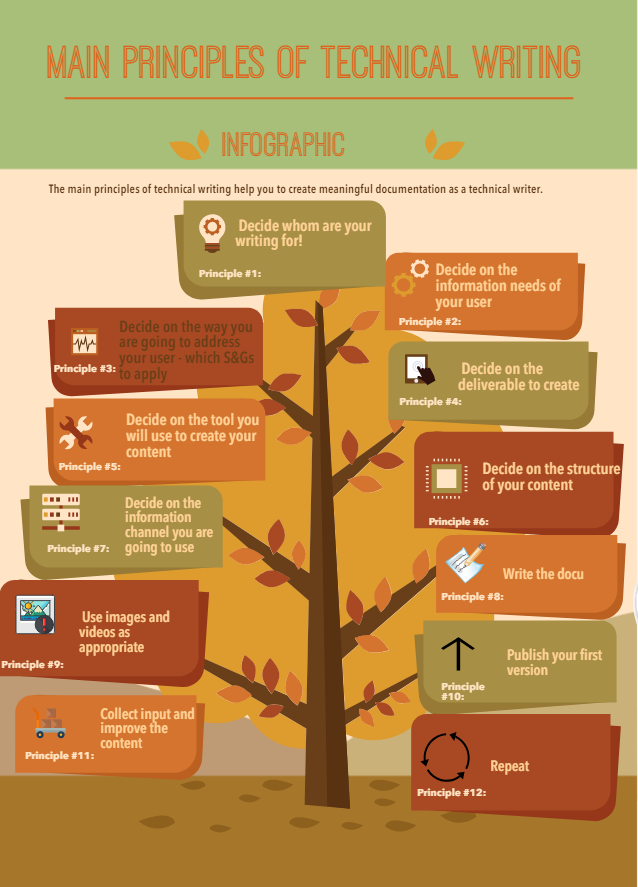 MAIN PRINCIPLES OF TECHNICAL WRITING
INFOGRAPHIC
The main principles of technical writing help you to create meaningful documentation as a technical writer.
Decide whom are your
writing for!
Principle #1:
Decide on the
information needs of
your user
Principle #2:
Decide on the way you
are going to address
your user - which S&Gs
to apply
Principle #3:
Decide on the
deliverable to create
Principle #4:
Decide on the tool you
will use to create your
content
Principle #5:
Decide on the structure
of your content
Principle #6:
Decide on the
information
channel you are
going to use
Principle #7:
Write the docu
Principle #8:
Use images and
videos as
appropriate
Principle #9:
Publish your first
version
Principle
#10:
Collect input and
improve the
content
Principle #11:
Repeat
Principle #12: